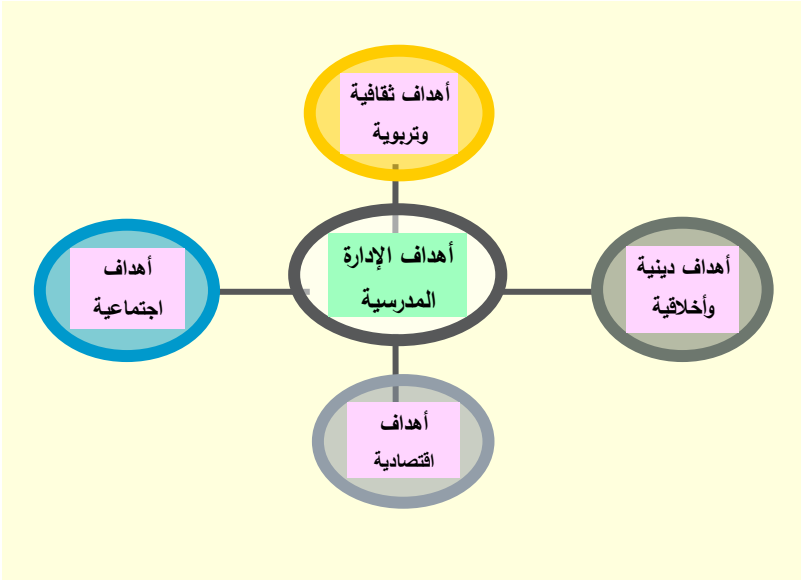 أهداف ثقافية
وتربوية
أهداف الإدارة
المدرسية
أهداف دينية
وأخلاقية
أهداف
اجتماعية
أهداف
اقتصادية